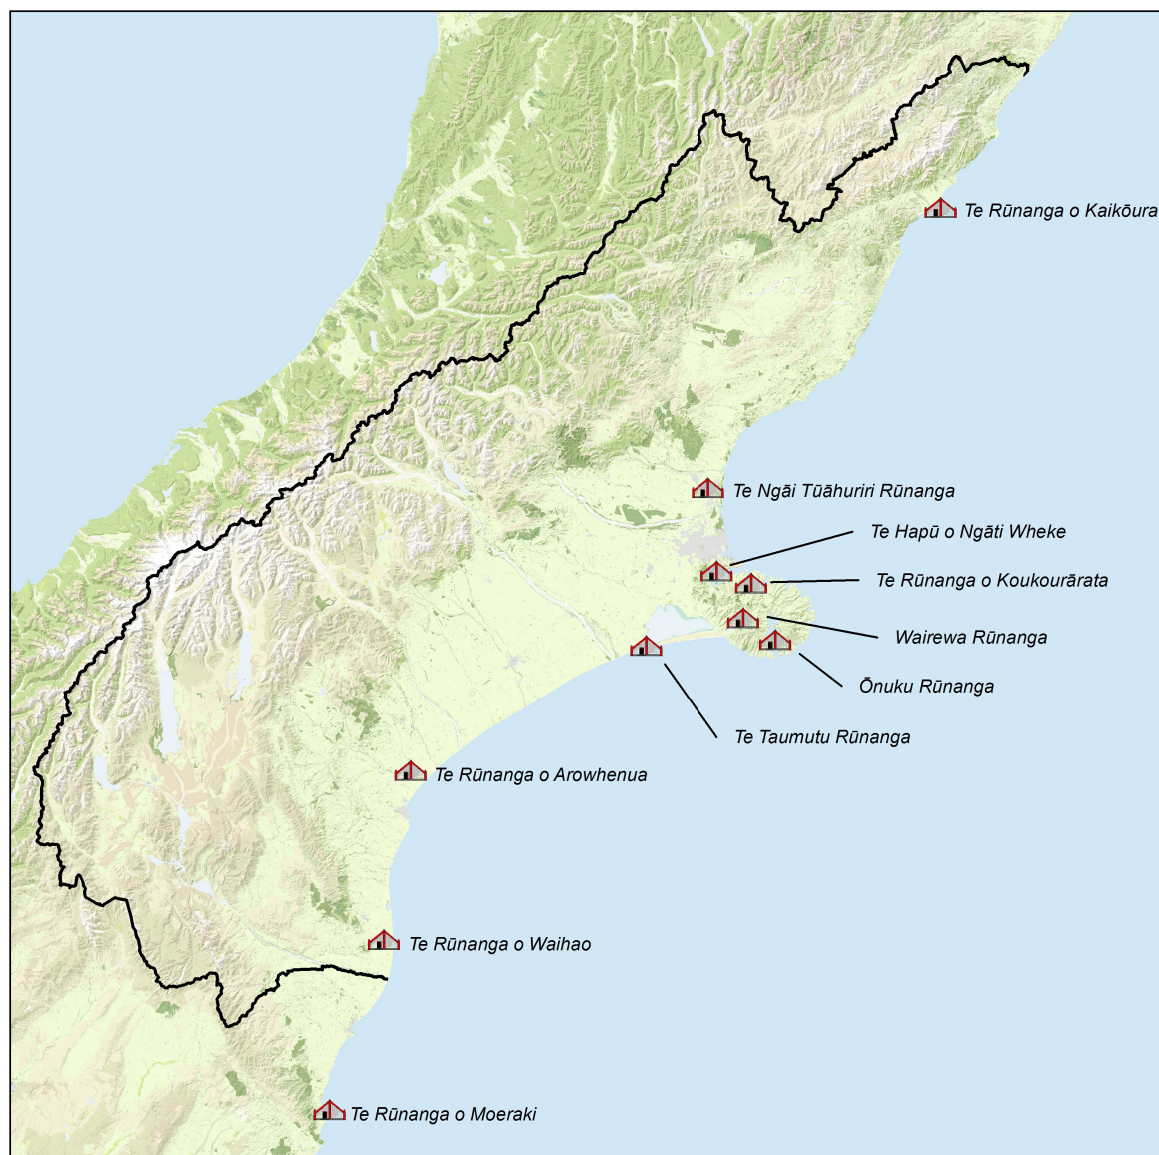 Te Rūnanga o Kaikōura
Te Ngāi Tūāhuriri Rūnanga
Te Hapū o Ngāti Wheke
Te Rūnanga o Koukourārata
Wairewa Rūnanga
Ōnuku Rūnanga
Te Taumutu Rūnanga
Te Rūnanga o Arowhenua
Te Rūnanga o Waihao
Te Rūnanga o Moeraki